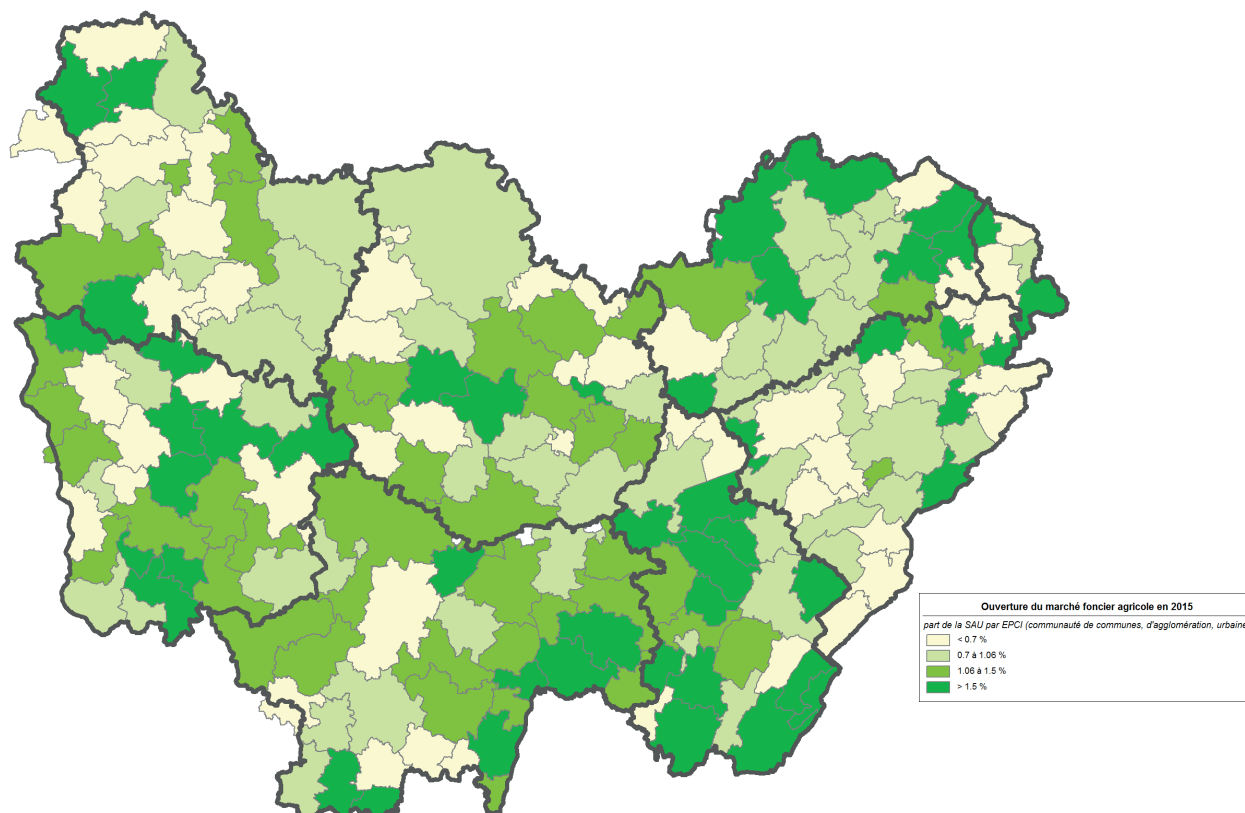 Ouverture du marché foncier agricole en 2015
part de la SAU par EPCI (communauté de communes, d'agglomération, urbaine
< 0.7 %
0.7 à 1.06 %
1.06 à 1.5 %
> 1.5 %